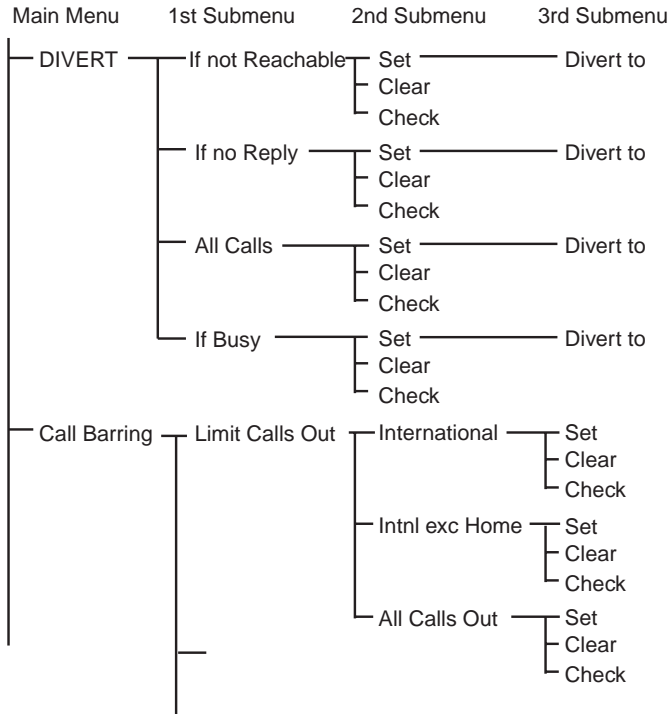 Main Menu 1st Submenu 2nd Submenu 3rd Submenu
DIVERT If not Reachable Set Divert to
Clear
Check
If no Reply Set Divert to
Clear
Check
All Calls Set Divert to
Clear
Check
If Busy Set Divert to
Clear
Check
Call Barring Limit Calls Out International Set
Clear
Check
Intnl exc Home Set
Clear
Check
All Calls Out Set
Clear
Check